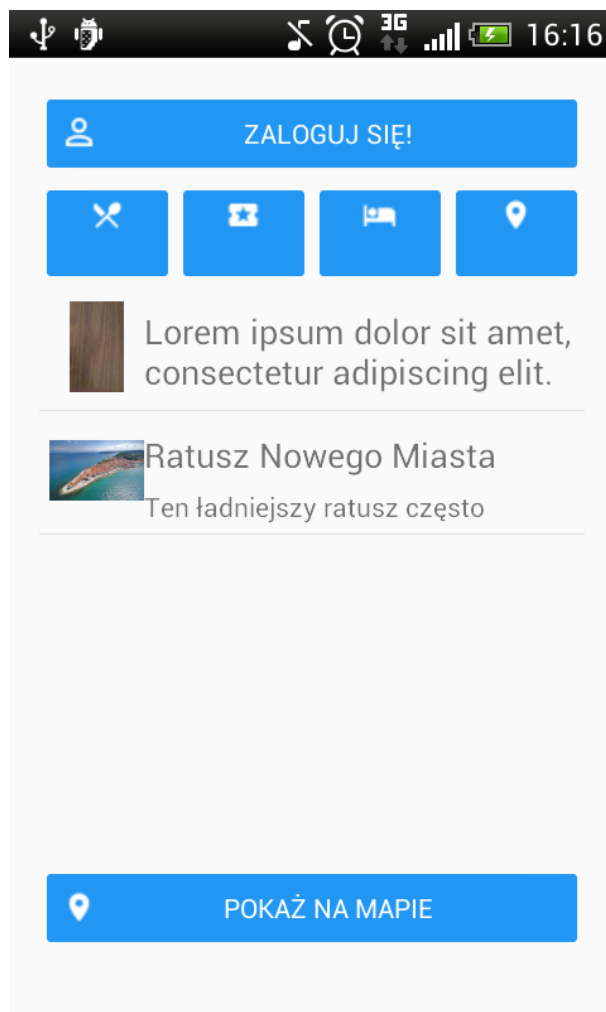 3G
16:16
ZALOGUJ SIĘ!
Lorem ipsum dolor sit amet,
consectetur adipiscing elit.
Ratusz Nowego Miasta
Ten ładniejszy ratusz często
POKAŻ NA MAPIE